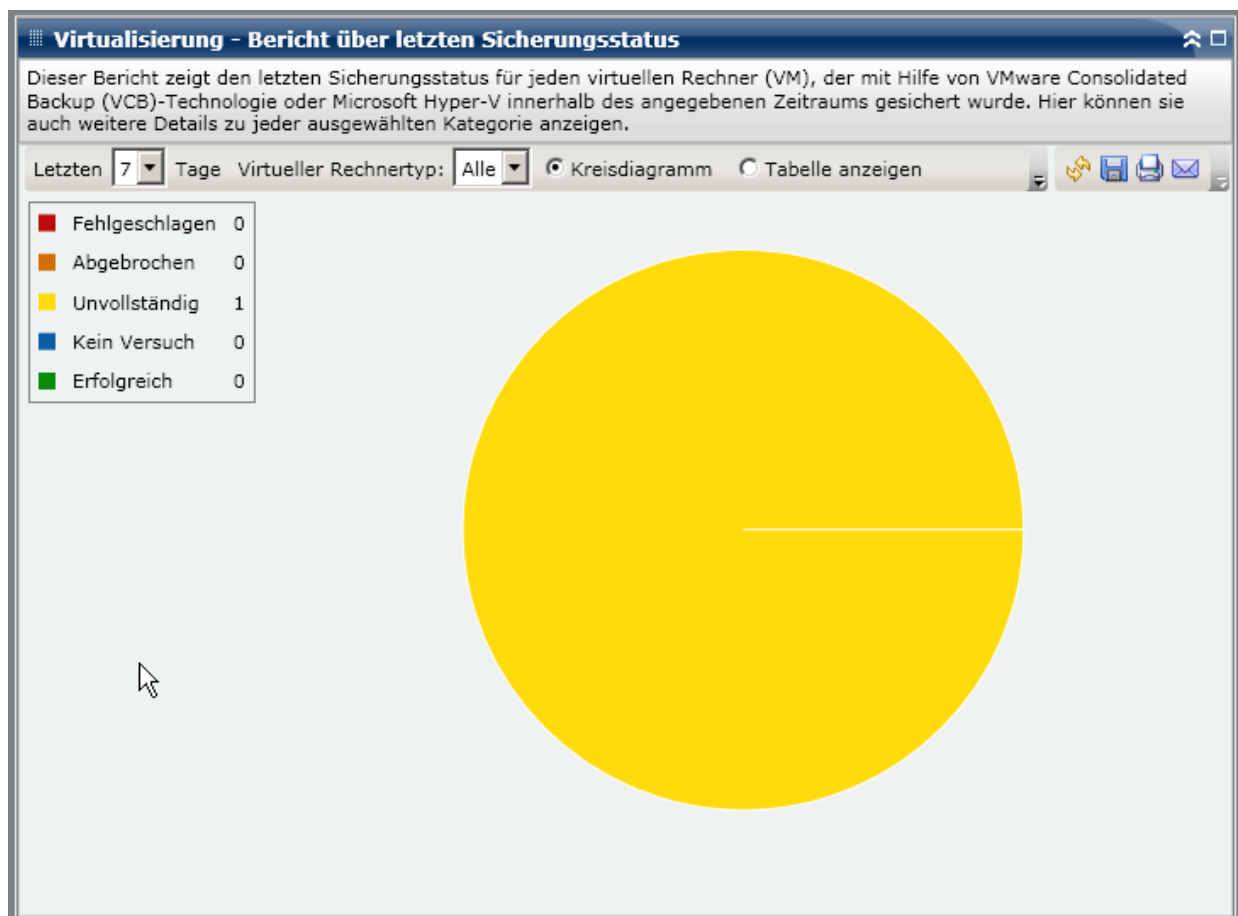 Virtualisierung - Bericht über letzten Sicherungsstatus
Dieser Bericht zeigt den letzten Sicherungsstatus für jeden virtuellen Rechner (VM), der mit Hilfe von VMware Consolidated
Backup (VCB)-Technologie oder Microsoft Hyper-V innerhalb des angegebenen Zeitraums gesichert wurde. Hier können sie
auch weitere Details zu jeder ausgewählten Kategorie anzeigen.
Letzten 7 Tage Virtueller Rechnertyp: Alle Kreisdiagramm Tabelle anzeigen
Fehlgeschlagen 0
Abgebrochen 0
Unvollständig 1
Kein Versuch 0
Erfolgreich 0